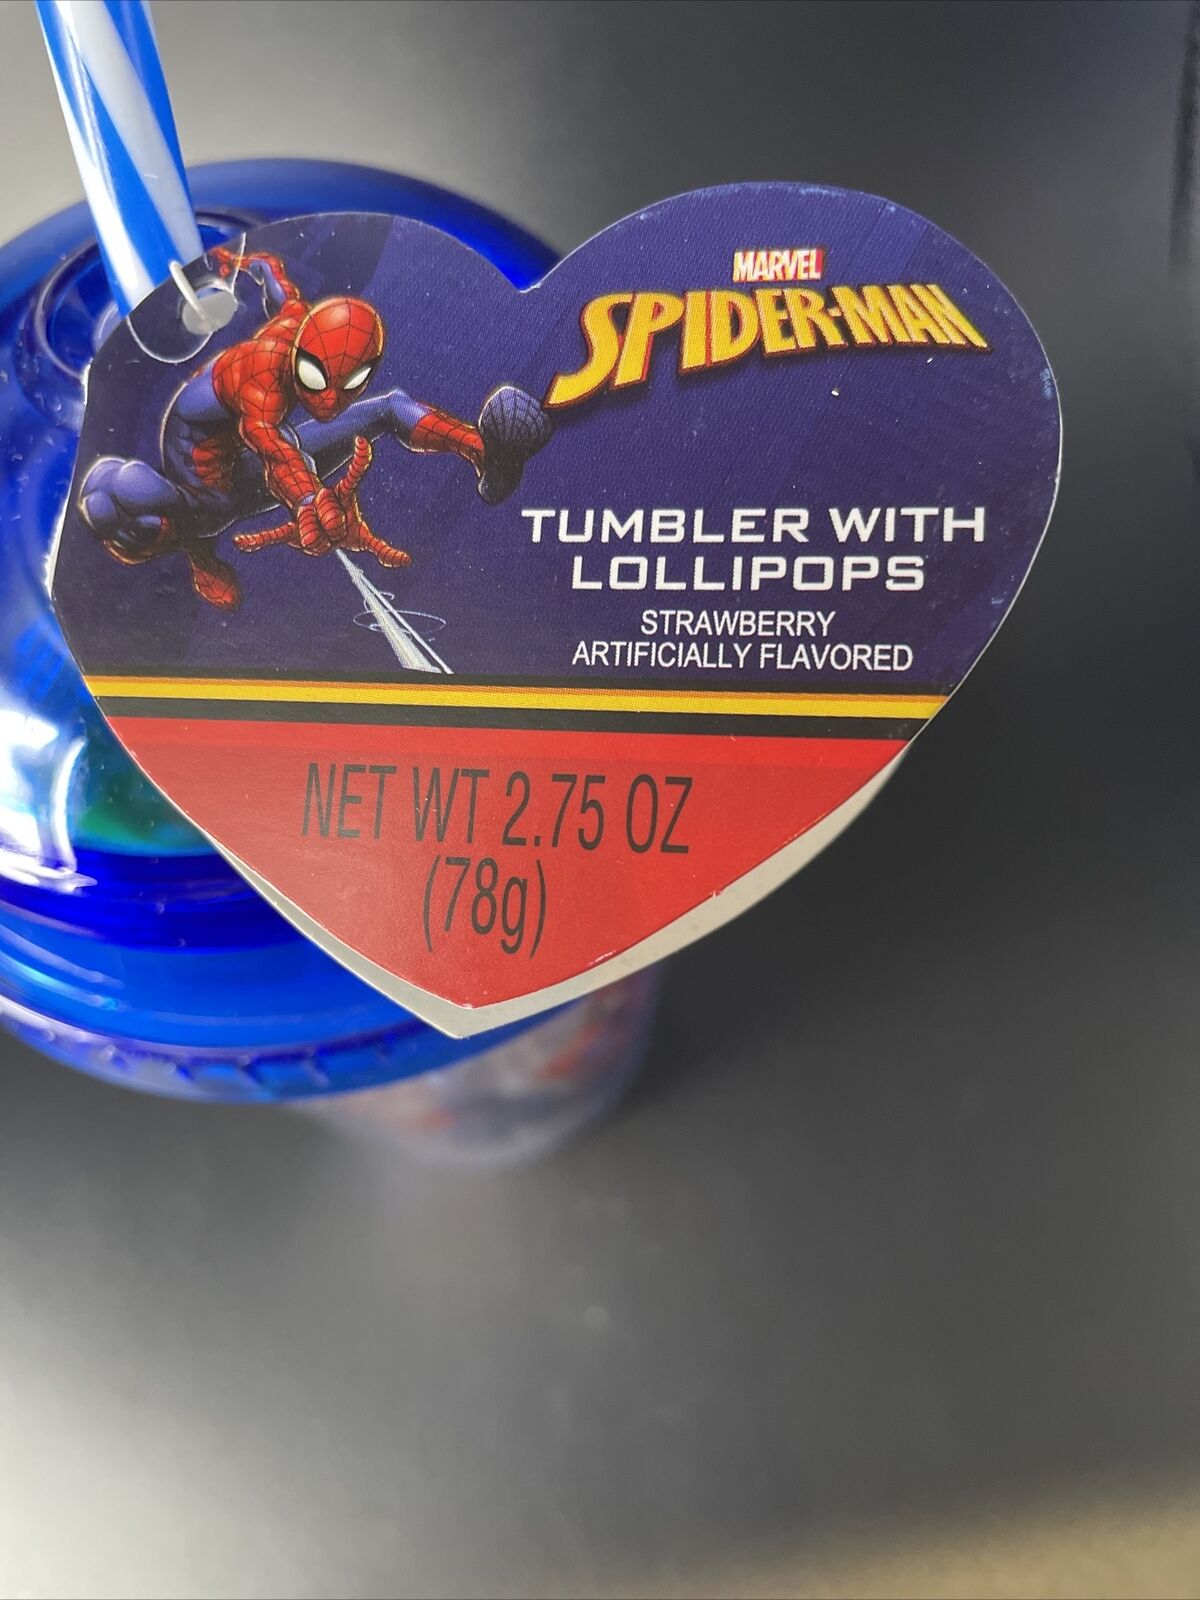 MARVEL
SPIDER-MAN
TUMBLER WITH
LOLLIPOPS
STRAWBERRY
ARTIFICIALLY FLAVORED
NET WT 2.75 OZ
(78g)